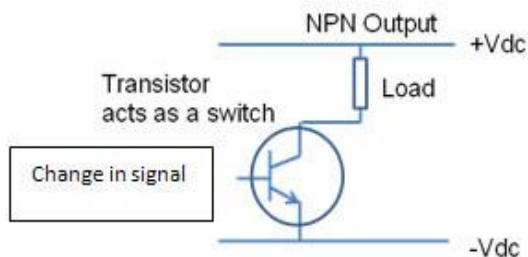 NPN Output
+Vdc
Transistor
acts as a switch
Load
Change in signal
-Vdc